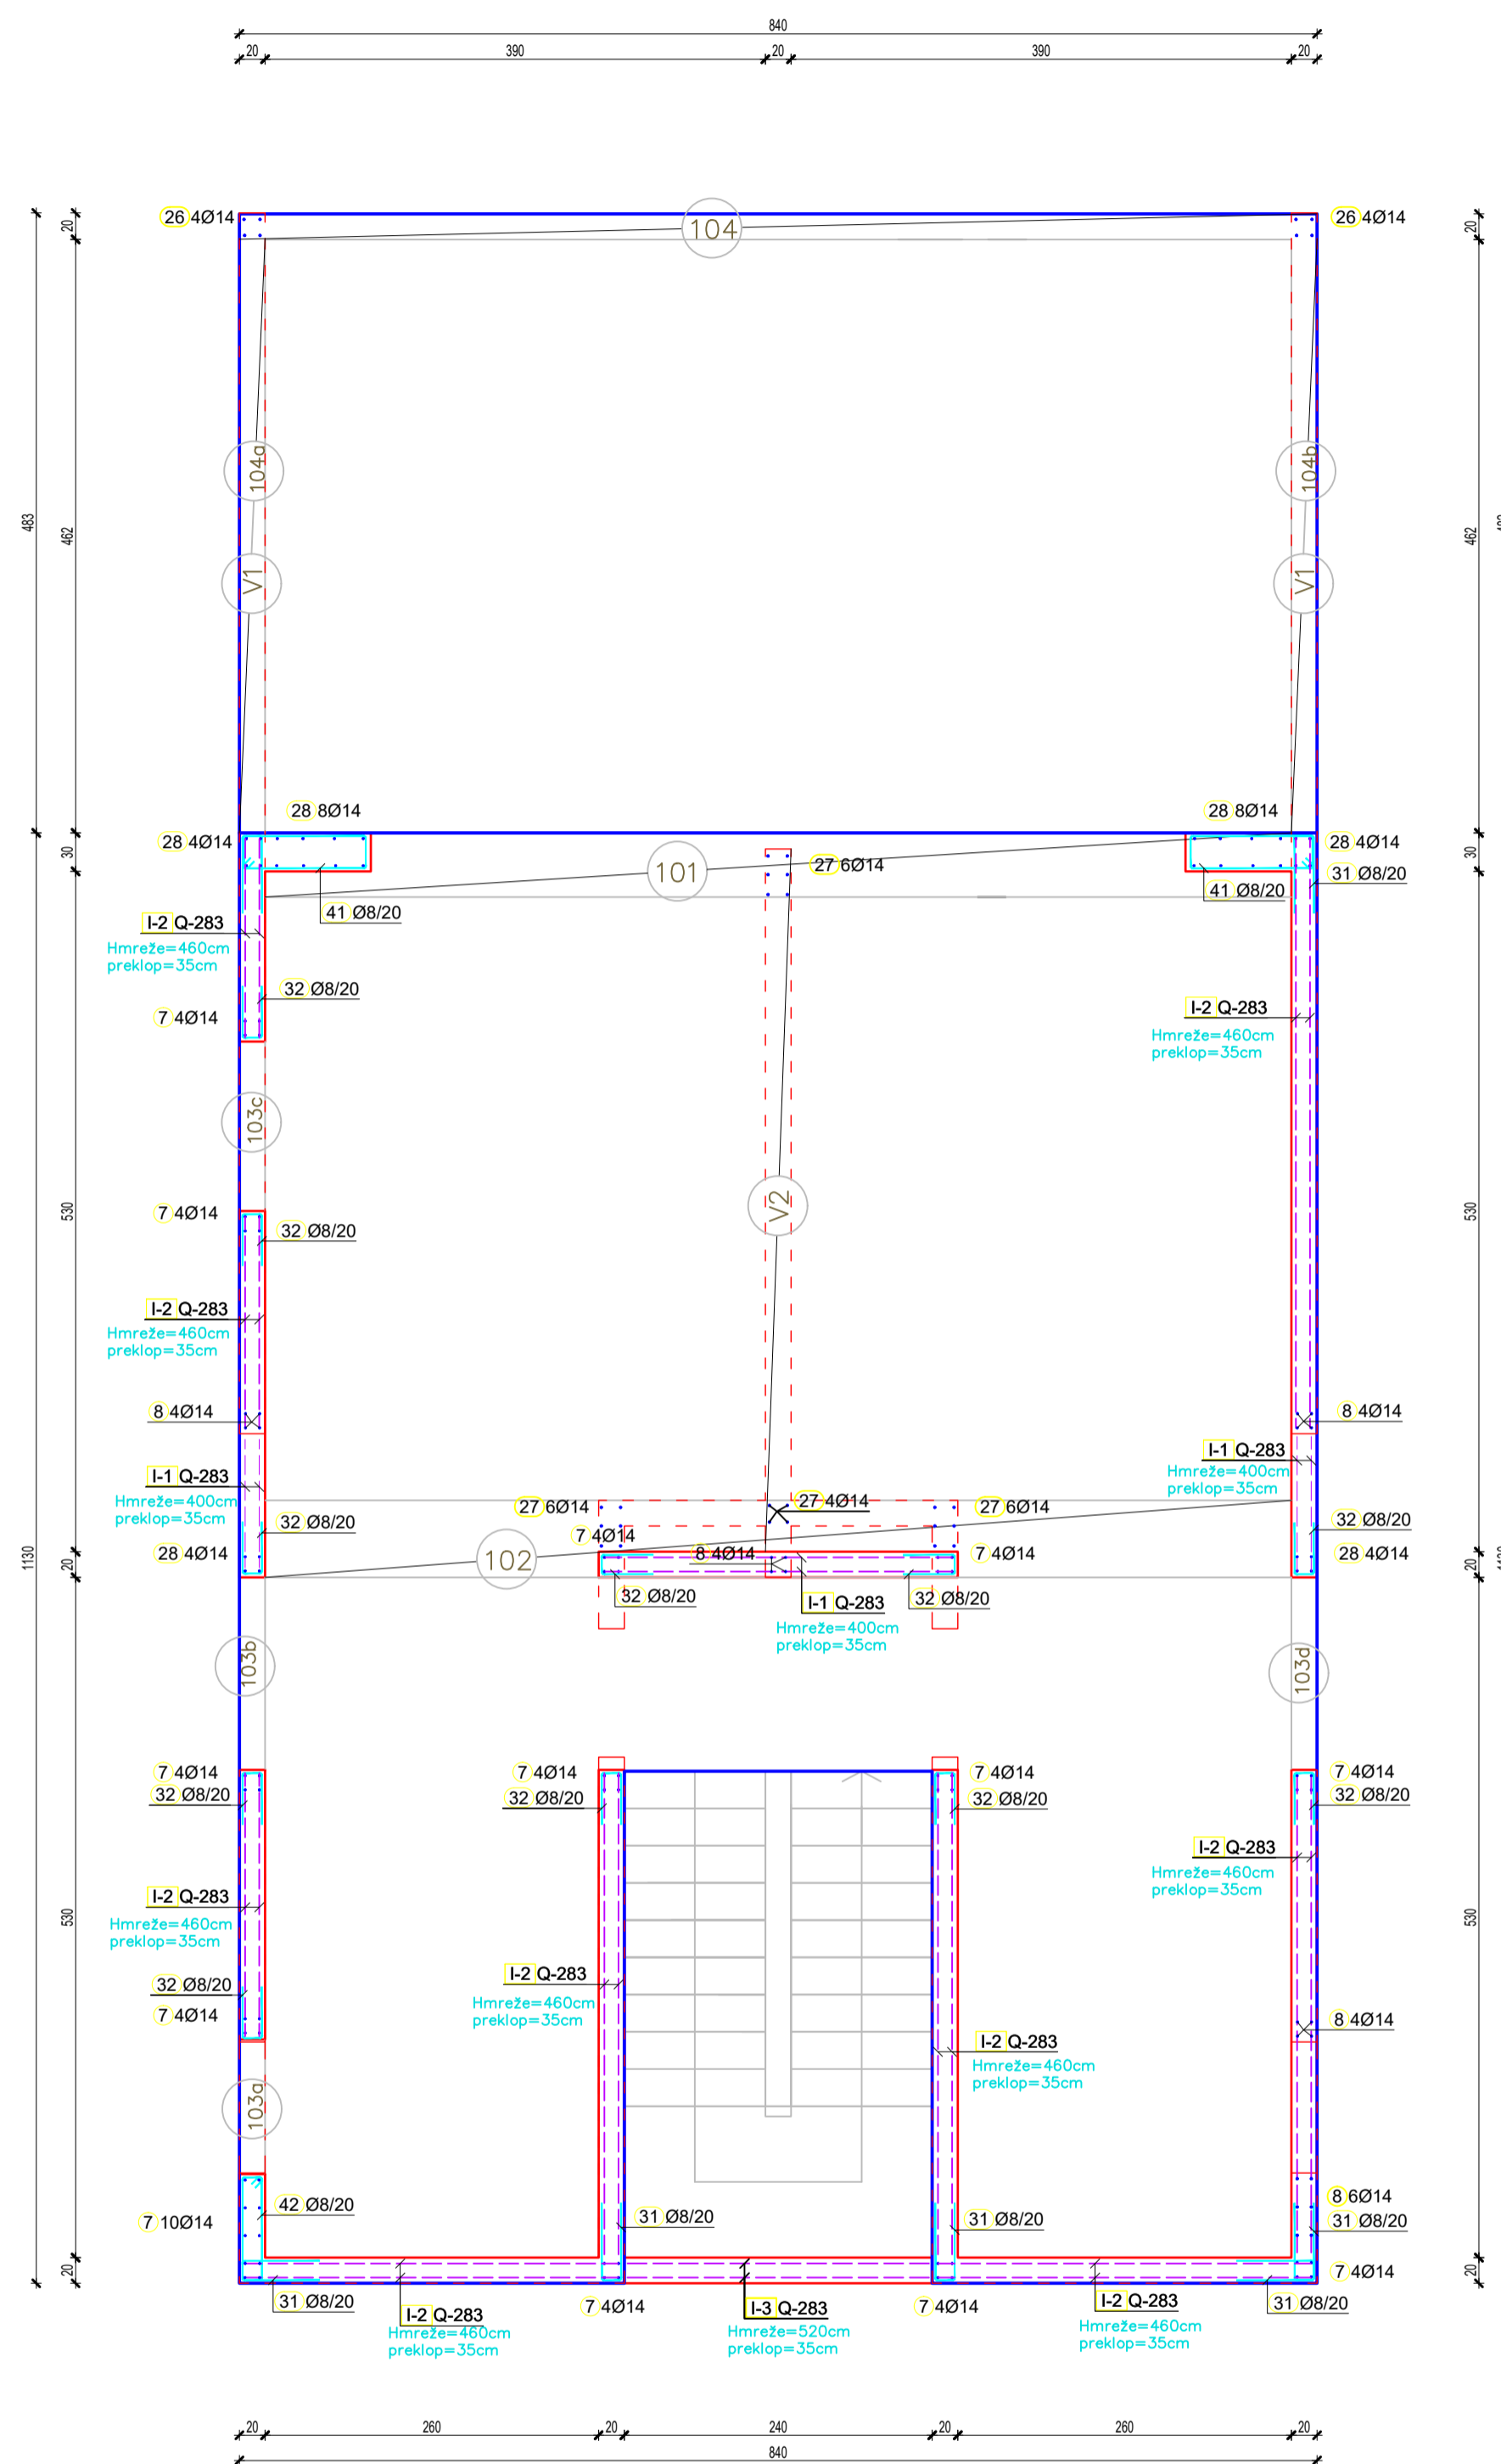 840
20 390 20 390 20
26 4Ø14
104
26 4Ø14
20
20
483
462
104a
104b
462
V1
V1
28 8Ø14
28 8Ø14
28 4Ø14
28 4Ø14
30
30
101
27 6Ø14
31 Ø8/20
41 Ø8/20
41 Ø8/20
I-2 Q-283
Hmreže=460cm
preklop=35cm
32 Ø8/20
7 4Ø14
I-2 Q-283
Hmreže=460cm
preklop=35cm
103c
V2
530
530
7 4Ø14
32 Ø8/20
I-2 Q-283
Hmreže=460cm
preklop=35cm
8 4Ø14
8 4Ø14
I-1 Q-283
Hmreže=400cm
preklop=35cm
I-1 Q-283
Hmreže=400cm
preklop=35cm
27 6Ø14
27 4Ø14
27 6Ø14
32 Ø8/20
7 4Ø14
32 Ø8/20
28 4Ø14
102
8 4Ø14
7 4Ø14
28 4Ø14
1130
20
20
32 Ø8/20
I-1 Q-283
32 Ø8/20
Hmreže=400cm
preklop=35cm
103b
103d
7 4Ø14
7 4Ø14
7 4Ø14
7 4Ø14
32 Ø8/20
32 Ø8/20
32 Ø8/20
32 Ø8/20
I-2 Q-283
Hmreže=460cm
preklop=35cm
I-2 Q-283
Hmreže=460cm
preklop=35cm
530
530
32 Ø8/20
7 4Ø14
I-2 Q-283
Hmreže=460cm
preklop=35cm
8 4Ø14
I-2 Q-283
Hmreže=460cm
preklop=35cm
103a
42 Ø8/20
7 10Ø14
31 Ø8/20
31 Ø8/20
8 6Ø14
31 Ø8/20
20
20
7 4Ø14
31 Ø8/20
I-2 Q-283
Hmreže=460cm
preklop=35cm
7 4Ø14
I-3 Q-283
Hmreže=520cm
preklop=35cm
7 4Ø14
I-2 Q-283
Hmreže=460cm
preklop=35cm
31 Ø8/20
20 260 20 240 20 260 20
840